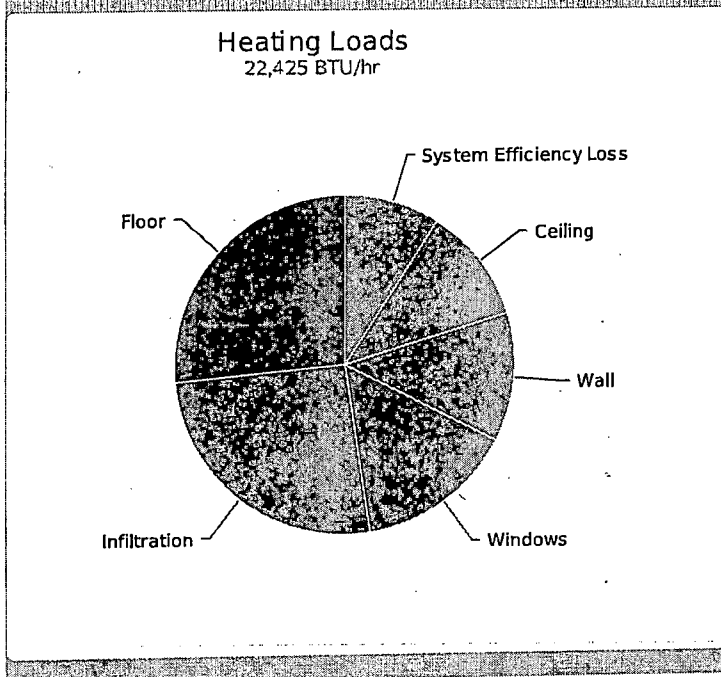 Heating Loads
22,425 BTU/hr
System Efficiency Loss
Floor
Ceiling
Wall
Infiltration
Windows